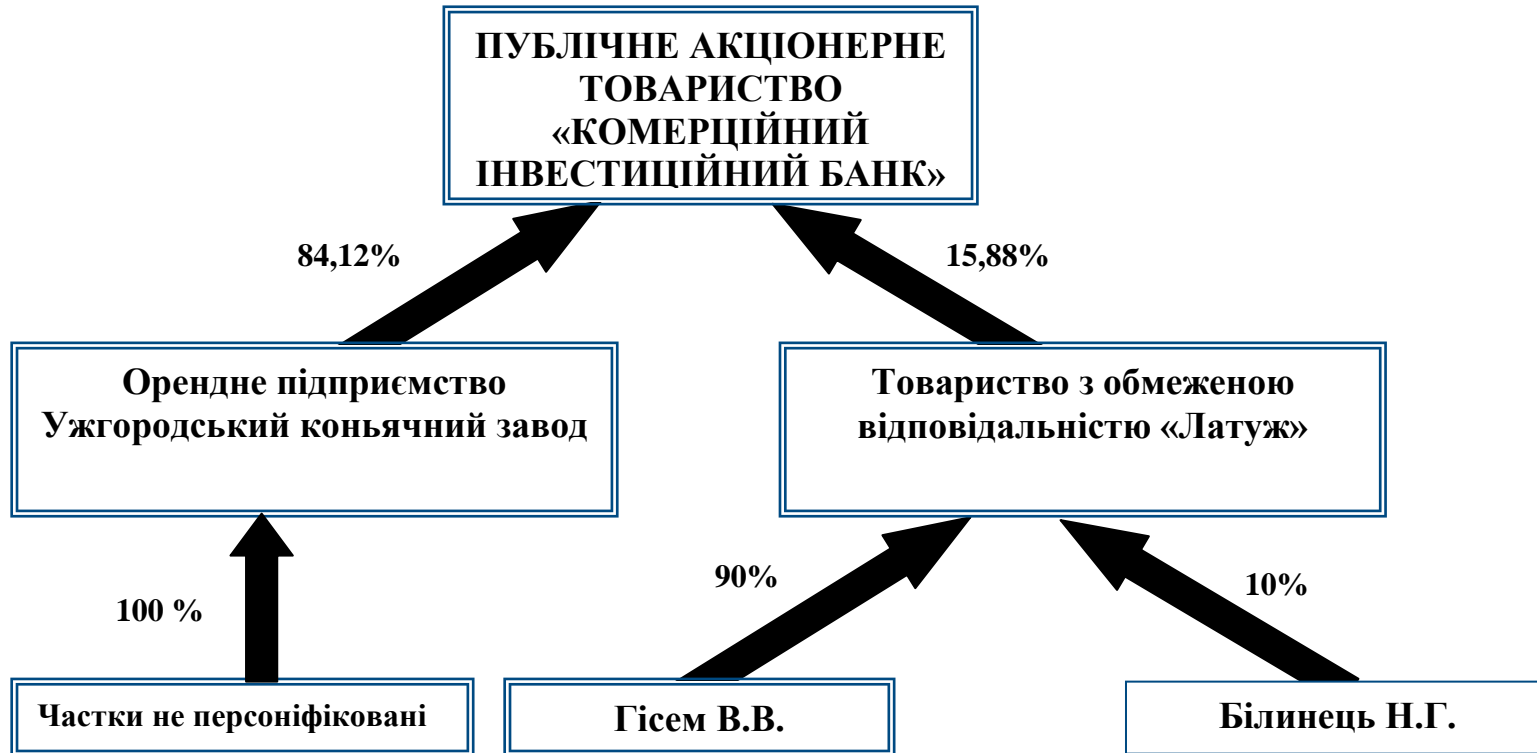 ПУБЛІЧНЕ АКЦІОНЕРНЕ
ТОВАРИСТВО
«КОМЕРЦІЙНИЙ
ІНВЕСТИЦІЙНИЙ БАНК»
84,12%
15,88%
Орендне підприємство
Ужгородський коньячний завод
Товариство з обмеженою
відповідальністю «Латуж»
100 %
90%
10%
Частки не персоніфіковані
Гісем В.В.
Білинець Н.Г.